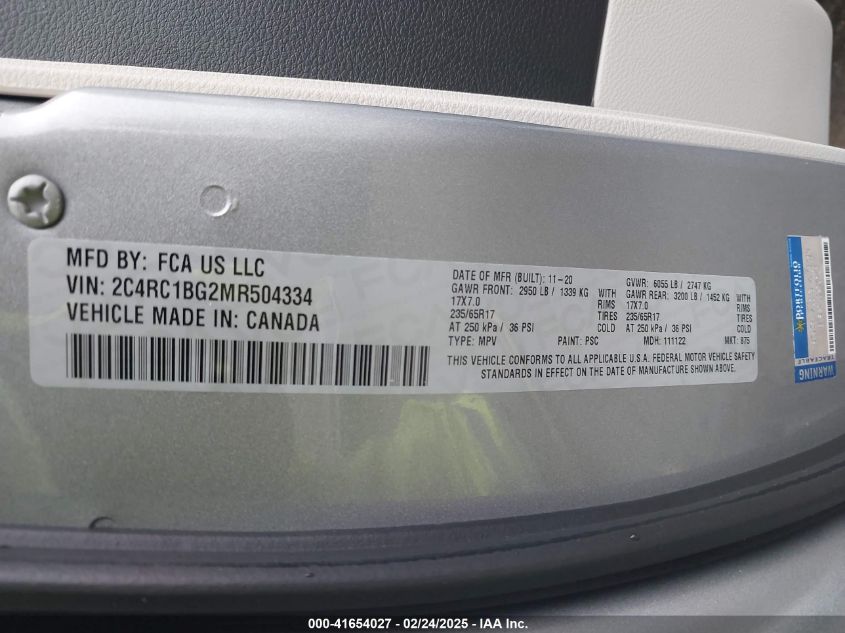 MFD BY: FCA US LLC
VIN: 2C4RC1BG2MR504334
VEHICLE MADE IN: CANADA
DATE OF MFR (BUILT): 11-20 GVWR: 6055 LB / 2747 KG
GAWR FRONT: 2950 LB / 1339 KG WITH GAWR REAR: 3200 LB / 1452 KG WITH
17X7.0 RIMS 17X7.0 RIMS
235/65R17 TIRES 235/65R17 TIRES
AT 250 kPa / 36 PSI COLD AT 250 kPa / 36 PSI COLD
TYPE: MPV PAINT: PSC MDH: 111122 MKT: 875
THIS VEHICLE CONFORMS TO ALL APPLICABLE U.S.A. FEDERAL MOTOR VEHICLE SAFETY
STANDARDS IN EFFECT ON THE DATE OF MANUFACTURE SHOWN ABOVE.
PORTFOLIO
PROTECTION
WARNING
TRACEABLE
000-41654027 / 02/24/2025 / IAA Inc.